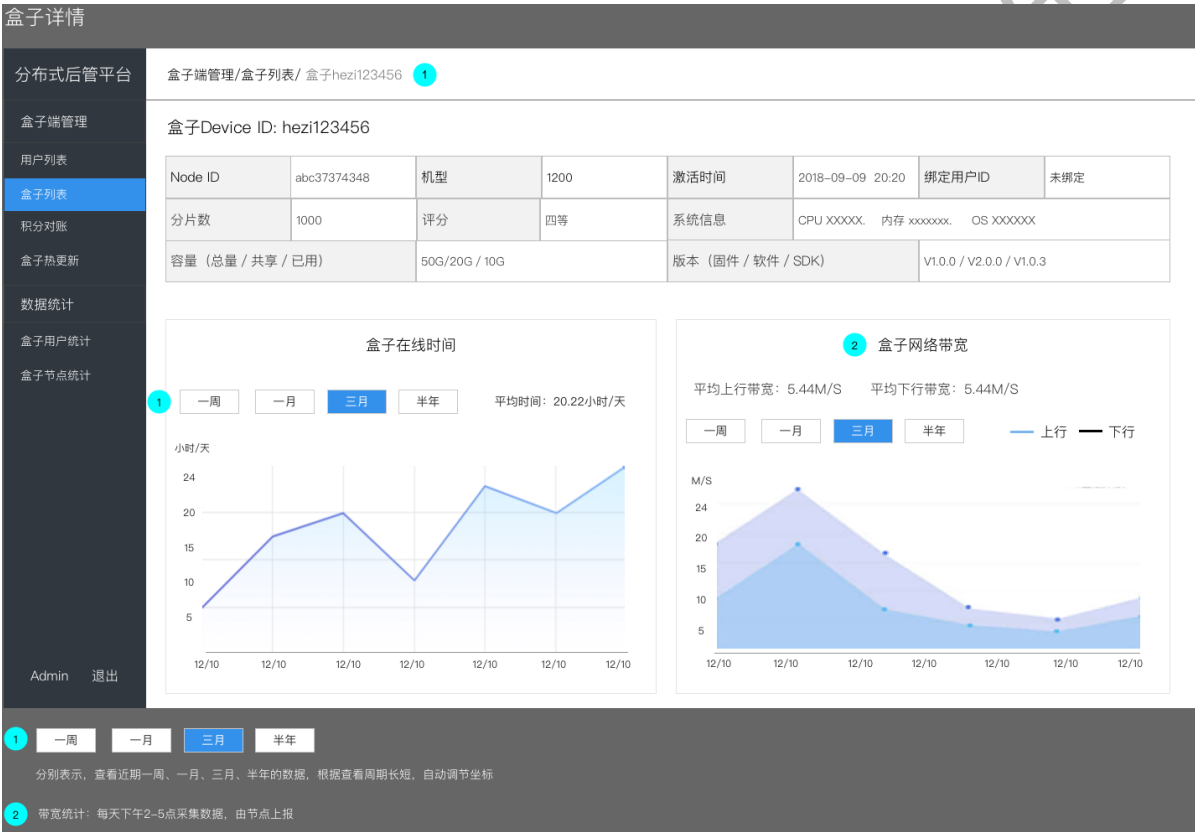 盒子详情
分布式后管平台
盒子端管理
用户列表
盒子列表
积分对账
盒子热更新
数据统计
盒子用户统计
盒子节点统计
Admin 退出
盒子端管理/盒子列表/ 盒子hezi123456 1
盒子Device ID: hezi123456
Node ID abc37374348 机型 1200 激活时间 2018-09-09 20:20 绑定用户ID 未绑定
分片数 1000 评分 四等 系统信息 CPU XXXXX. 内存 xxxxxxx. OS XXXXXX
容量（总量 / 共享 / 已用） 50G/20G / 10G 版本（固件 / 软件 / SDK） V1.0.0 / V2.0.0 / V1.0.3
盒子在线时间
1 一周 一月 三月 半年 平均时间：20.22小时/天
小时/天
24
20
15
10
5
12/10 12/10 12/10 12/10 12/10 12/10 12/10
2 盒子网络带宽
平均上行带宽：5.44M/S 平均下行带宽：5.44M/S
一周 一月 三月 半年 上行 下行
M/S
24
20
15
10
5
12/10 12/10 12/10 12/10 12/10 12/10 12/10
1 一周 一月 三月 半年
分别表示，查看近期一周、一月、三月、半年的数据，根据查看周期长短，自动调节坐标
2 带宽统计：每天下午2-5点采集数据，由节点上报